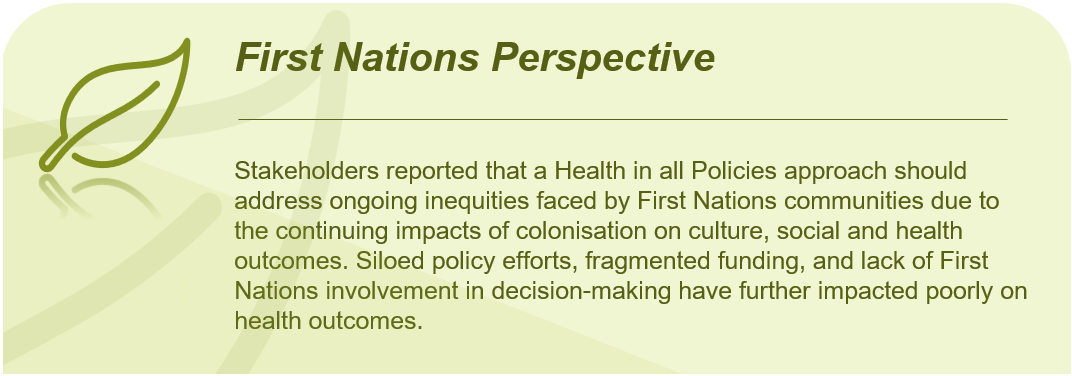 First Nations Perspective
Stakeholders reported that a Health in all Policies approach should
address ongoing inequities faced by First Nations communities due to
the continuing impacts of colonisation on culture, social and health
outcomes. Siloed policy efforts, fragmented funding, and lack of First
Nations involvement in decision-making have further impacted poorly on
health outcomes.